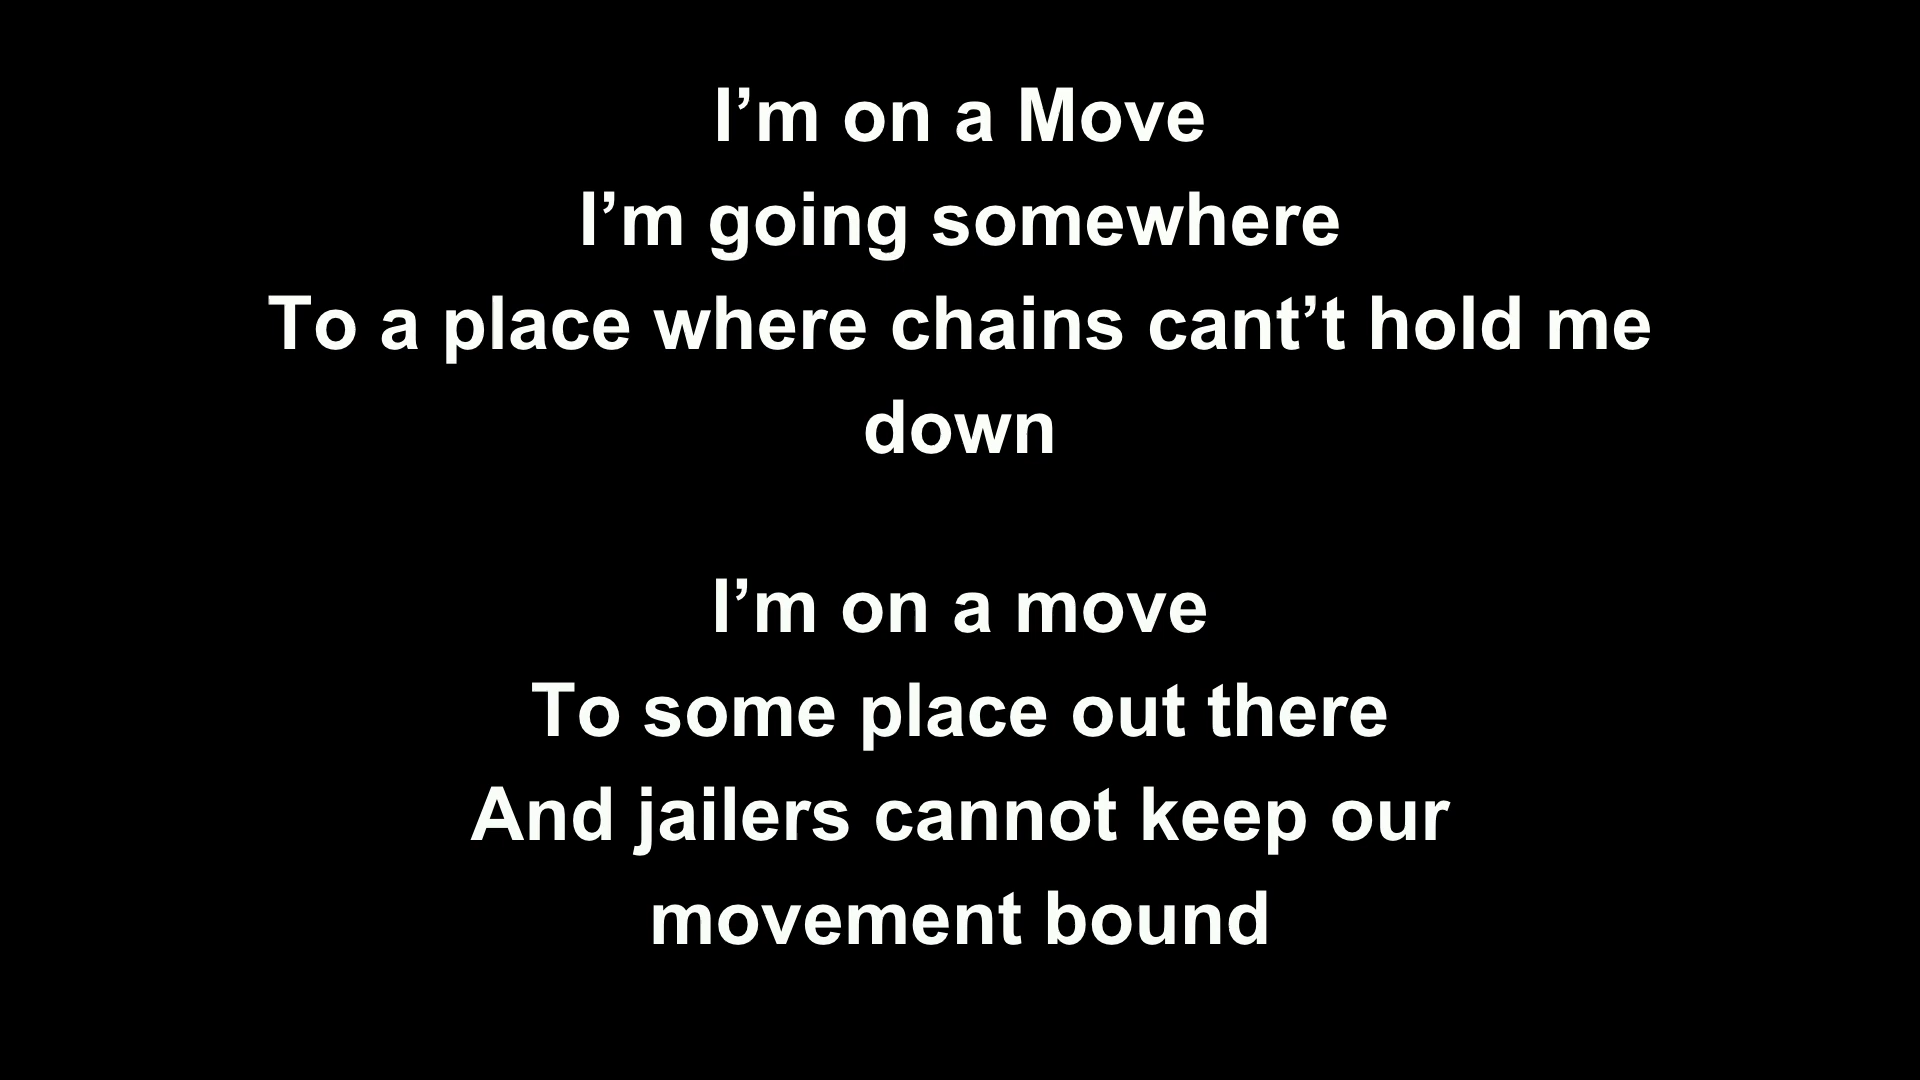 I’m on a Move
I’m going somewhere
To a place where chains cant’t hold me
down
I’m on a move
To some place out there
And jailers cannot keep our
movement bound